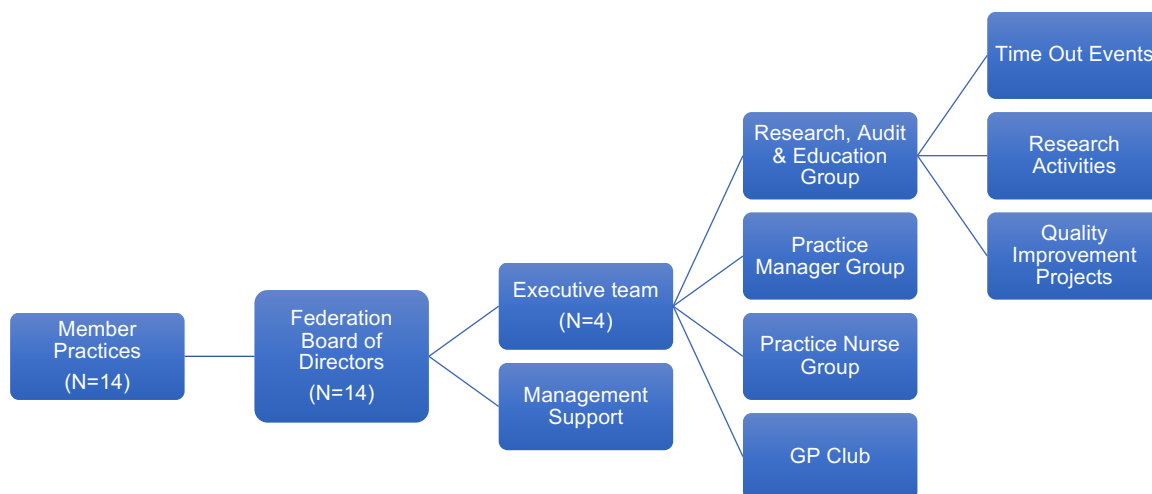 Member
Practices
(N=14)
Federation
Board of
Directors
(N=14)
Executive team
(N=4)
Management
Support
Research, Audit
& Education
Group
Practice
Manager Group
Practice Nurse
Group
GP Club
Time Out Events
Research
Activities
Quality
Improvement
Projects